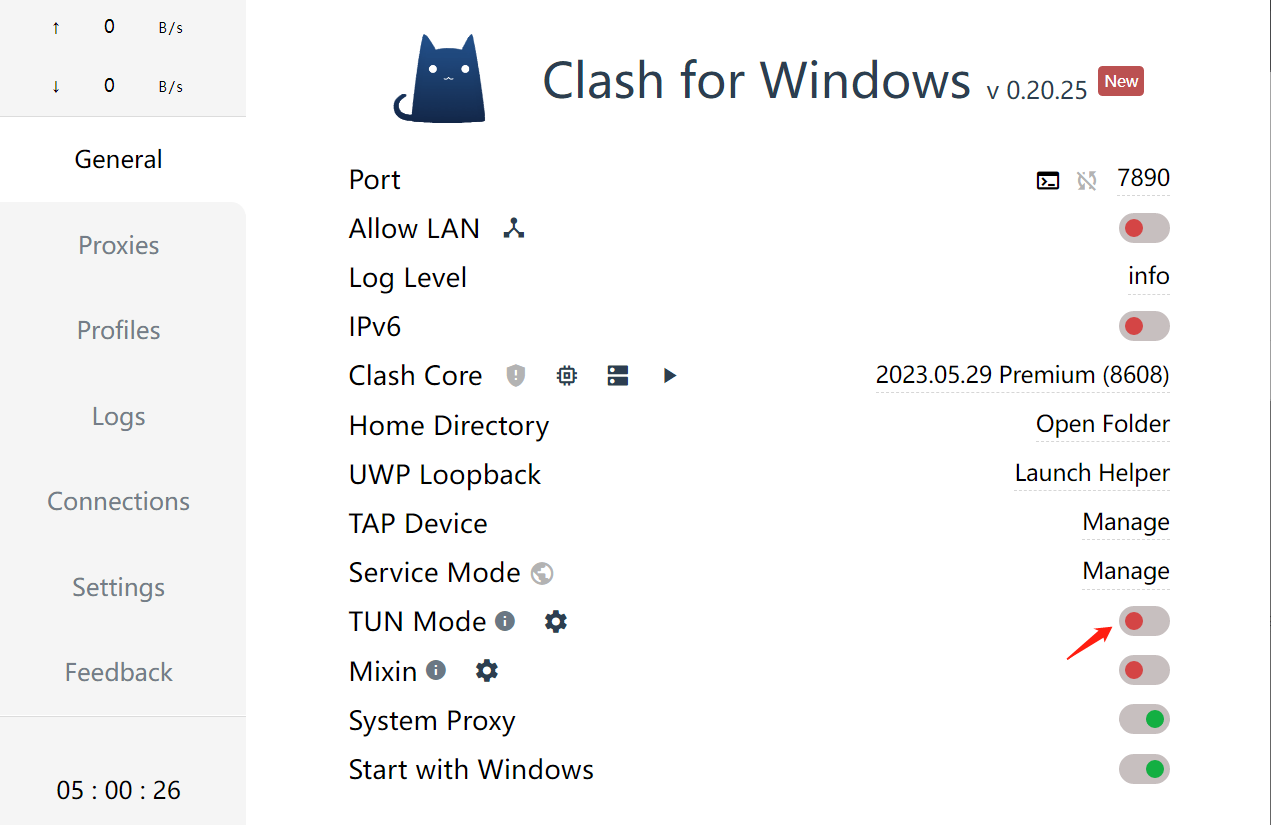 ↑ 0 B/s
↓ 0 B/s
General
Proxies
Profiles
Logs
Connections
Settings
Feedback
05 : 00 : 26
Clash for Windows v 0.20.25 New
Port 7890
Allow LAN
Log Level info
IPv6
Clash Core 2023.05.29 Premium (8608)
Home Directory Open Folder
UWP Loopback Launch Helper
TAP Device Manage
Service Mode Manage
TUN Mode
Mixin
System Proxy
Start with Windows